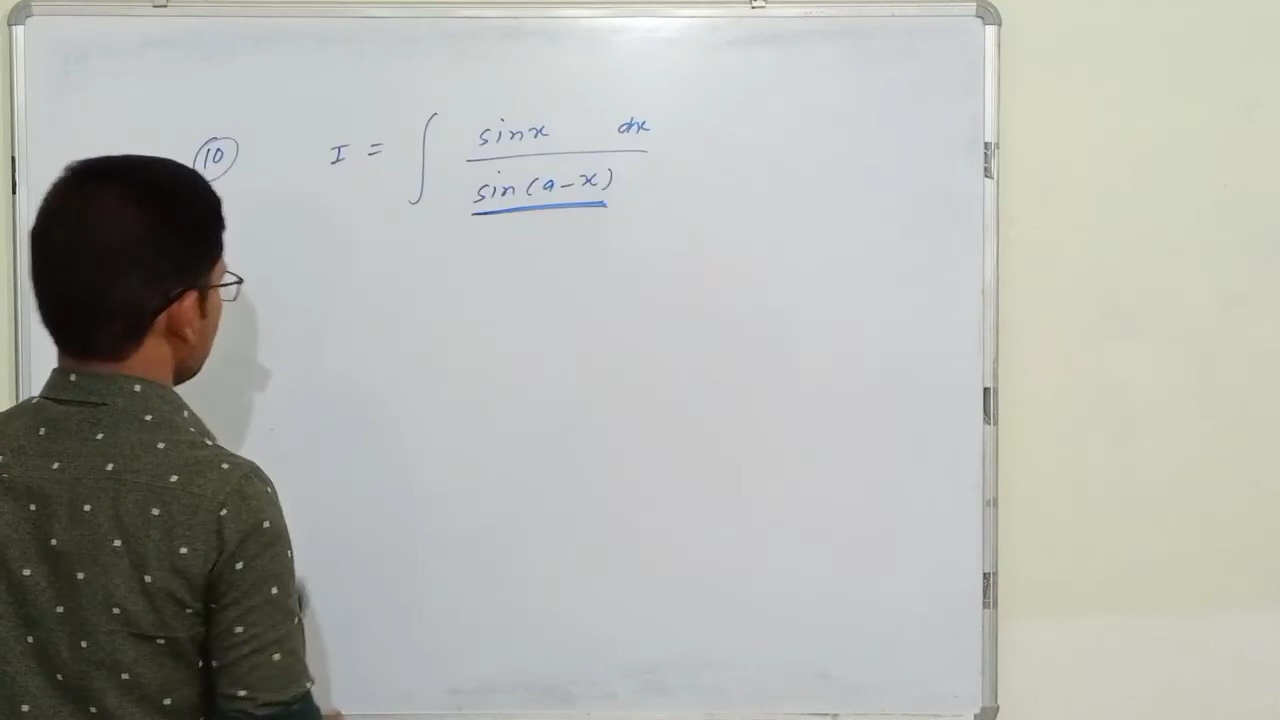 10 I = ∫ sinx dx
sin(a-x)